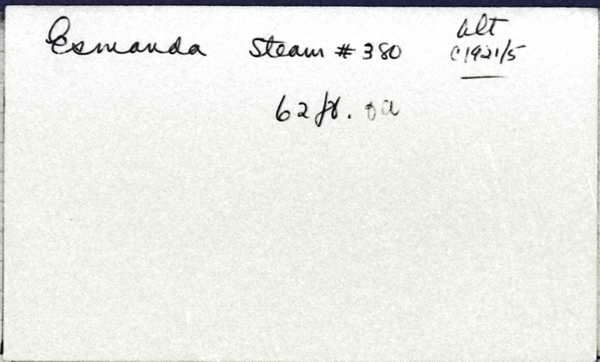 Esmanda Steam # 380 alt
c1921/5
62 ft. oa